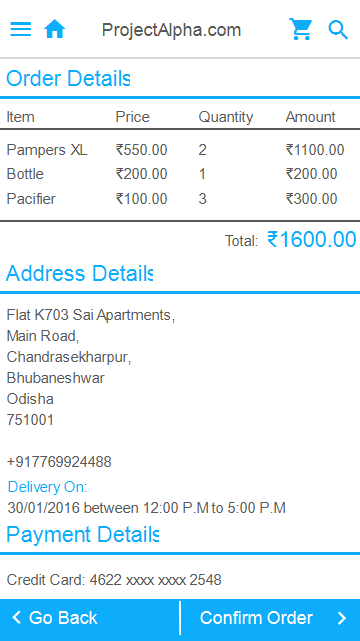 ProjectAlpha.com
Order Details
Item Price Quantity Amount
Pampers XL ₹550.00 2 ₹1100.00
Bottle ₹200.00 1 ₹200.00
Pacifier ₹100.00 3 ₹300.00
Total: ₹1600.00
Address Details
Flat K703 Sai Apartments,
Main Road,
Chandrasekharpur,
Bhubaneshwar
Odisha
751001
+917769924488
Delivery On:
30/01/2016 between 12:00 P.M to 5:00 P.M
Payment Details
Credit Card: 4622 xxxx xxxx 2548
Go Back Confirm Order